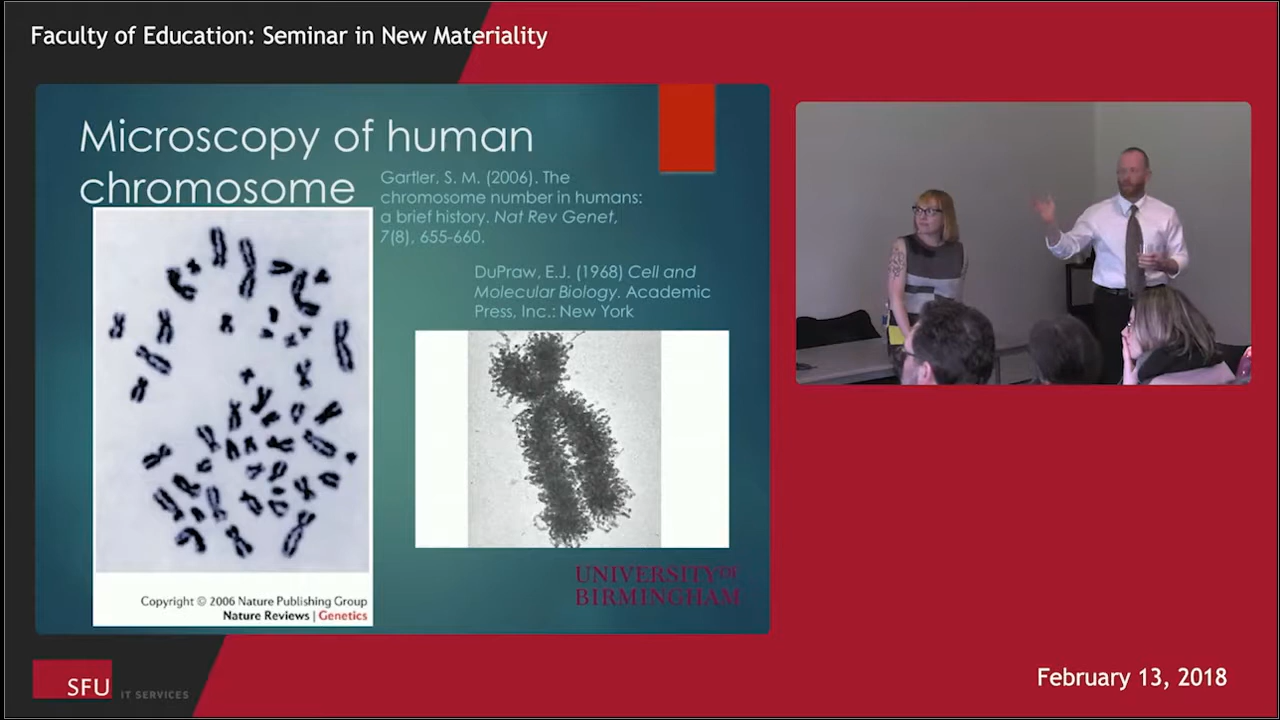 Faculty of Education: Seminar in New Materiality
Microscopy of human
chromosome
Gartler, S. M. (2006). The
chromosome number in humans:
a brief history. Nat Rev Genet,
7(8), 655-660.
DuPraw, E.J. (1968) Cell and
Molecular Biology. Academic
Press, Inc.: New York
Copyright © 2006 Nature Publishing Group
Nature Reviews | Genetics
UNIVERSITY OF
BIRMINGHAM
SFU IT SERVICES
February 13, 2018